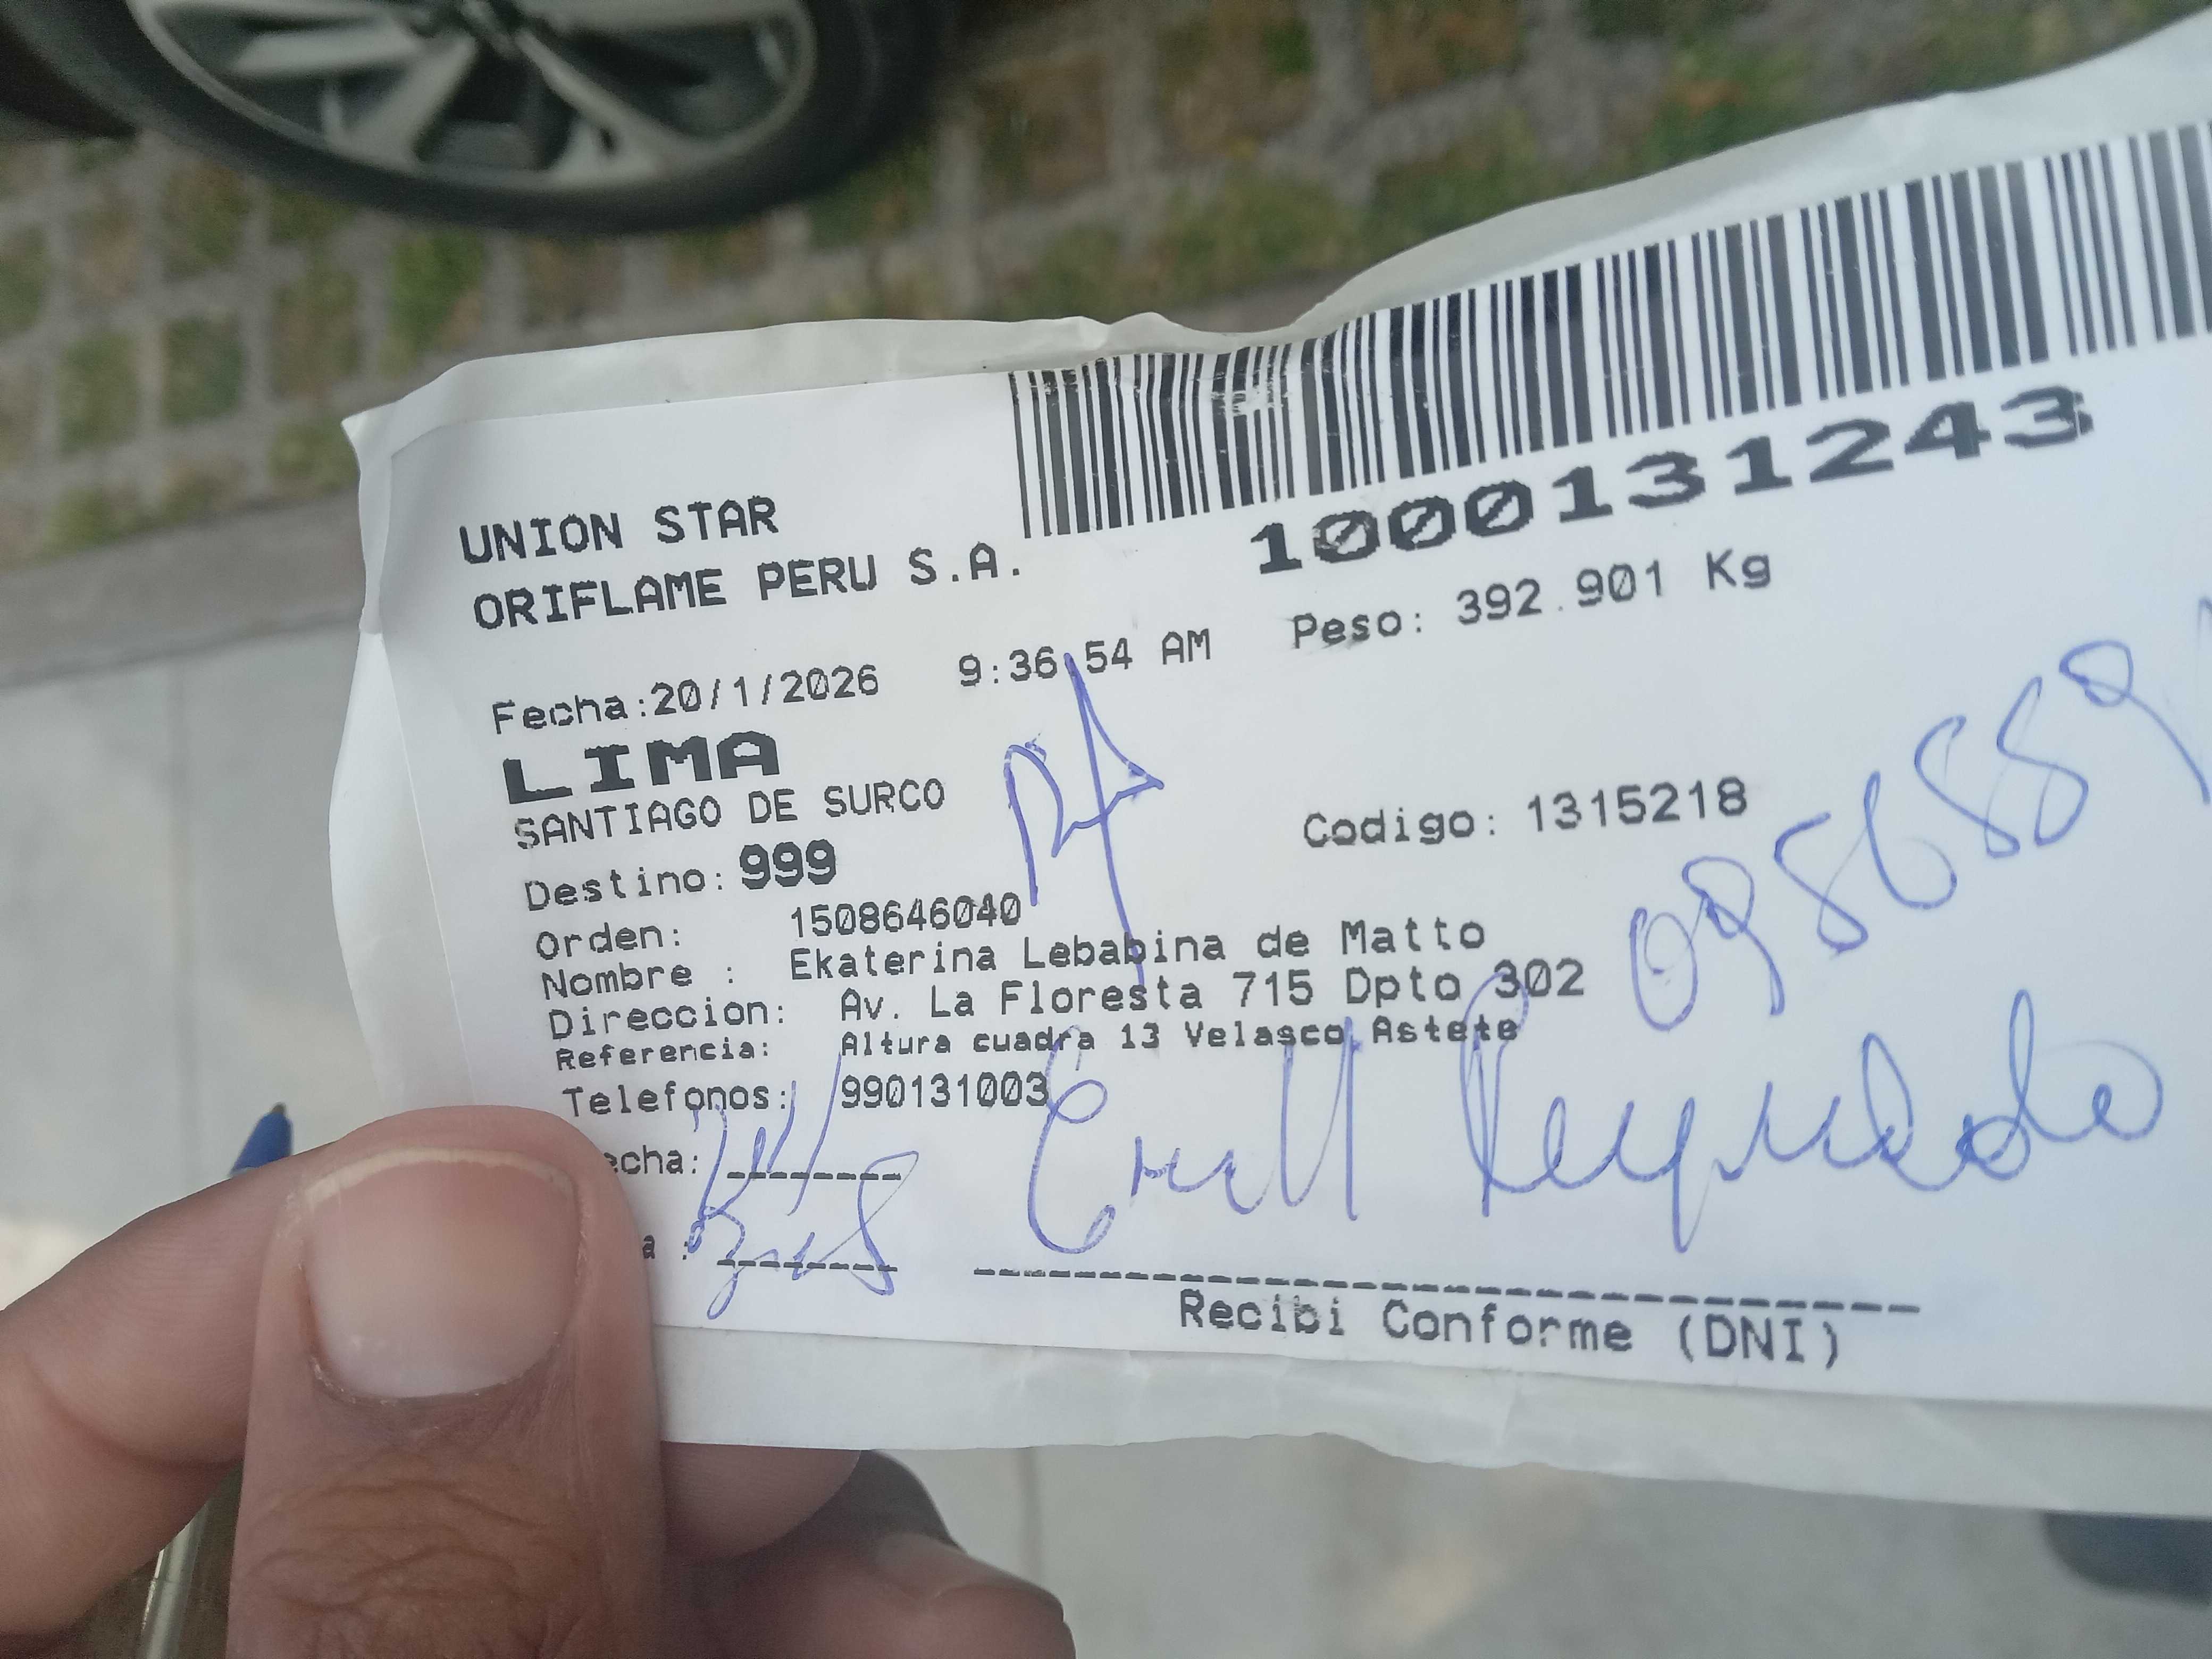 UNION STAR
ORIFLAME PERU S.A.
1000131243
Fecha:20/1/2026 9:36:54 AM Peso: 392.901 Kg
LIMA
SANTIAGO DE SURCO
Destino: 999 Codigo: 1315218
Orden: 1508646040
Nombre : Ekaterina Lebabina de Matto
Direccion: Av. La Floresta 715 Dpto 302
Referencia: Altura cuadra 13 Velasco Astete
Telefonos: 990131003
echa:
a :
Recibi Conforme (DNI)